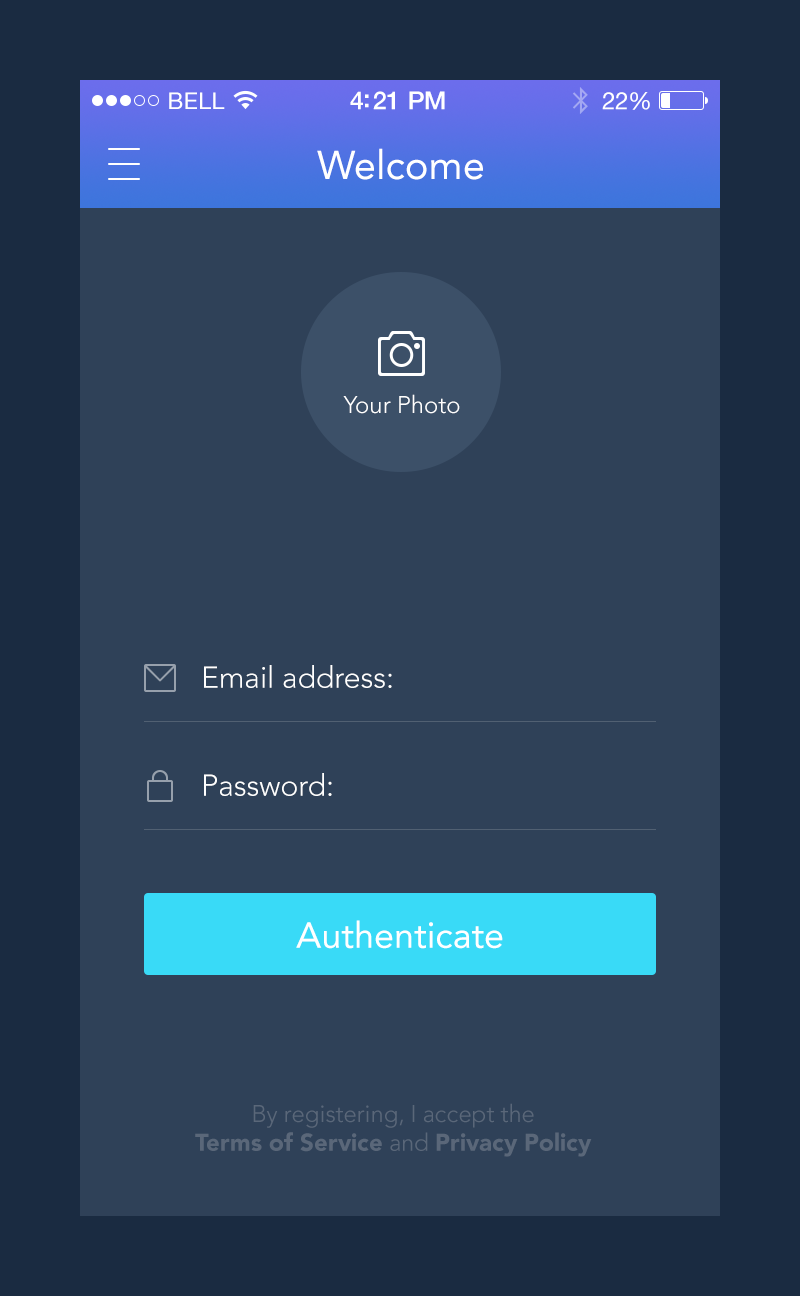 BELL 4:21 PM 22%
Welcome
Your Photo
Email address:
Password:
Authenticate
By registering, I accept the
Terms of Service and Privacy Policy